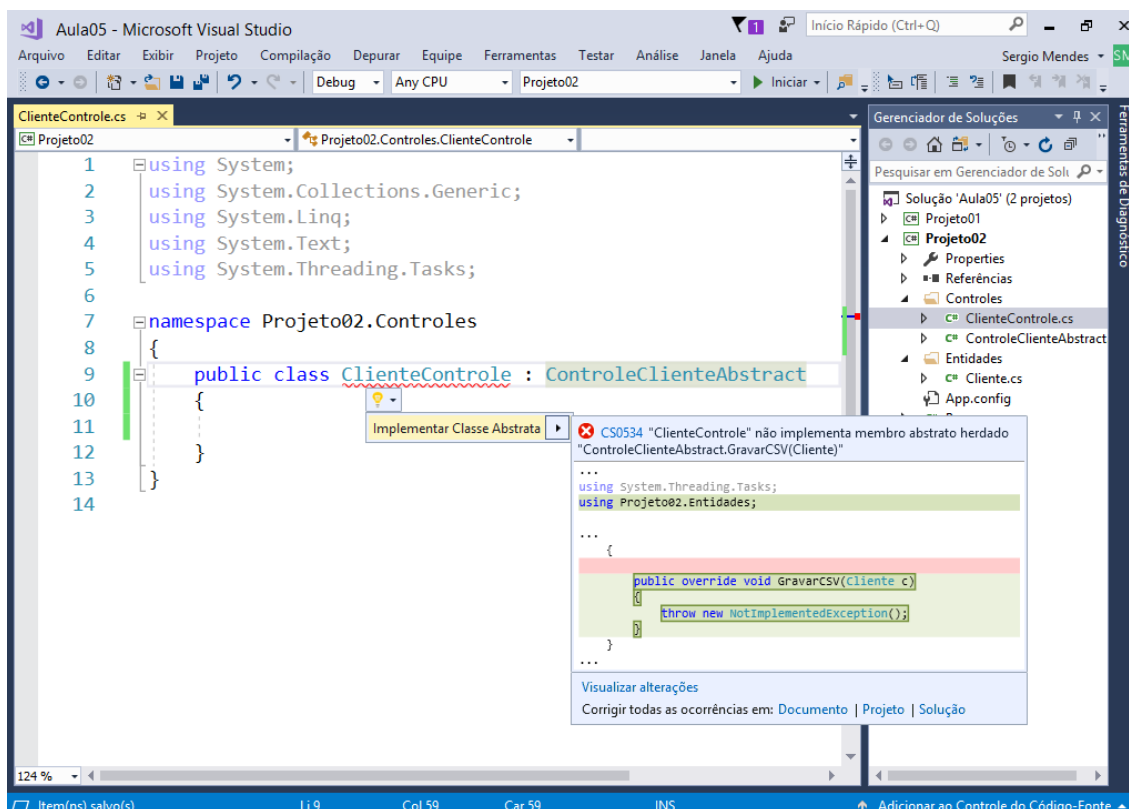 Aula05 - Microsoft Visual Studio
1
Início Rápido (Ctrl+Q)
Arquivo Editar Exibir Projeto Compilação Depurar Equipe Ferramentas Testar Análise Janela Ajuda
Sergio Mendes
SM
Debug Any CPU Projeto02 Iniciar
ClienteControle.cs
C# Projeto02 Projeto02.Controles.ClienteControle
1 using System;
2 using System.Collections.Generic;
3 using System.Linq;
4 using System.Text;
5 using System.Threading.Tasks;
6
7 namespace Projeto02.Controles
8 {
9 public class ClienteControle : ControleClienteAbstract
10 {
11
12 }
13 }
14
Implementar Classe Abstrata
CS0534 "ClienteControle" não implementa membro abstrato herdado
"ControleClienteAbstract.GravarCSV(Cliente)"
...
using System.Threading.Tasks;
using Projeto02.Entidades;
...
{
public override void GravarCSV(Cliente c)
{
throw new NotImplementedException();
}
}
...
Visualizar alterações
Corrigir todas as ocorrências em: Documento | Projeto | Solução
Gerenciador de Soluções
Pesquisar em Gerenciador de Solu
Solução 'Aula05' (2 projetos)
C# Projeto01
C# Projeto02
Properties
Referências
Controles
C# ClienteControle.cs
C# ControleClienteAbstract
Entidades
C# Cliente.cs
App.config
Ferramentas de Diagnóstico
124 %
Item(ns) salvo(s) Li 9 Col 59 Car 59 INS Adicionar ao Controle do Código-Fonte